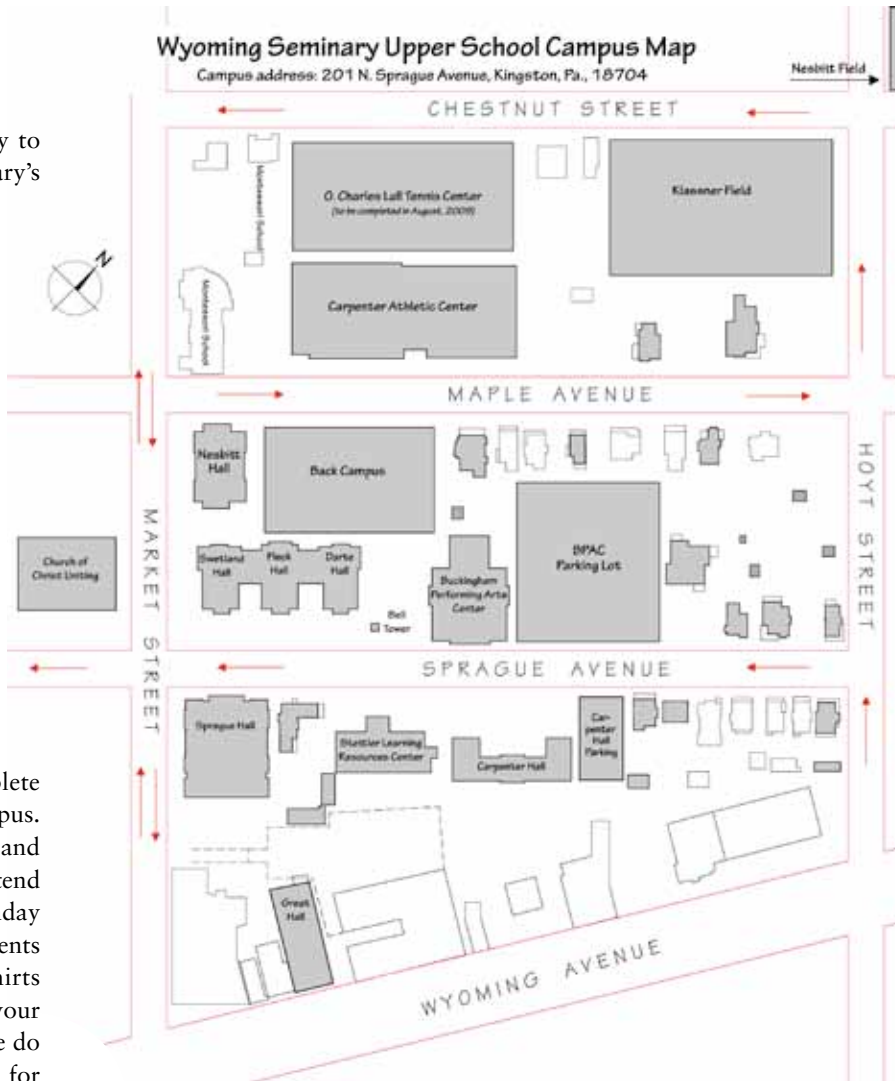 Wyoming Seminary Upper School Campus Map
Campus address: 201 N. Sprague Avenue, Kingston, Pa., 18704
Nesbitt Field
CHESTNUT STREET
y to
ary's
N
Montessori School
O. Charles Lull Tennis Center
(to be completed in August, 2009)
Klassner Field
Montessori School
Carpenter Athletic Center
MAPLE AVENUE
Nesbitt
Hall
Back Campus
HOYT STREET
MARKET STREET
Church of
Christ Uniting
Swetland
Hall
Fleck
Hall
Darte
Hall
Buckingham
Performing Arts
Center
BPAC
Parking Lot
Bell
Tower
SPRAGUE AVENUE
Sprague Hall
Stettler Learning
Resources Center
Carpenter Hall
Car-
penter
Hall
Parking
Great
Hall
WYOMING AVENUE
plete
pus.
and
tend
day
ents
hirts
your
e do
for